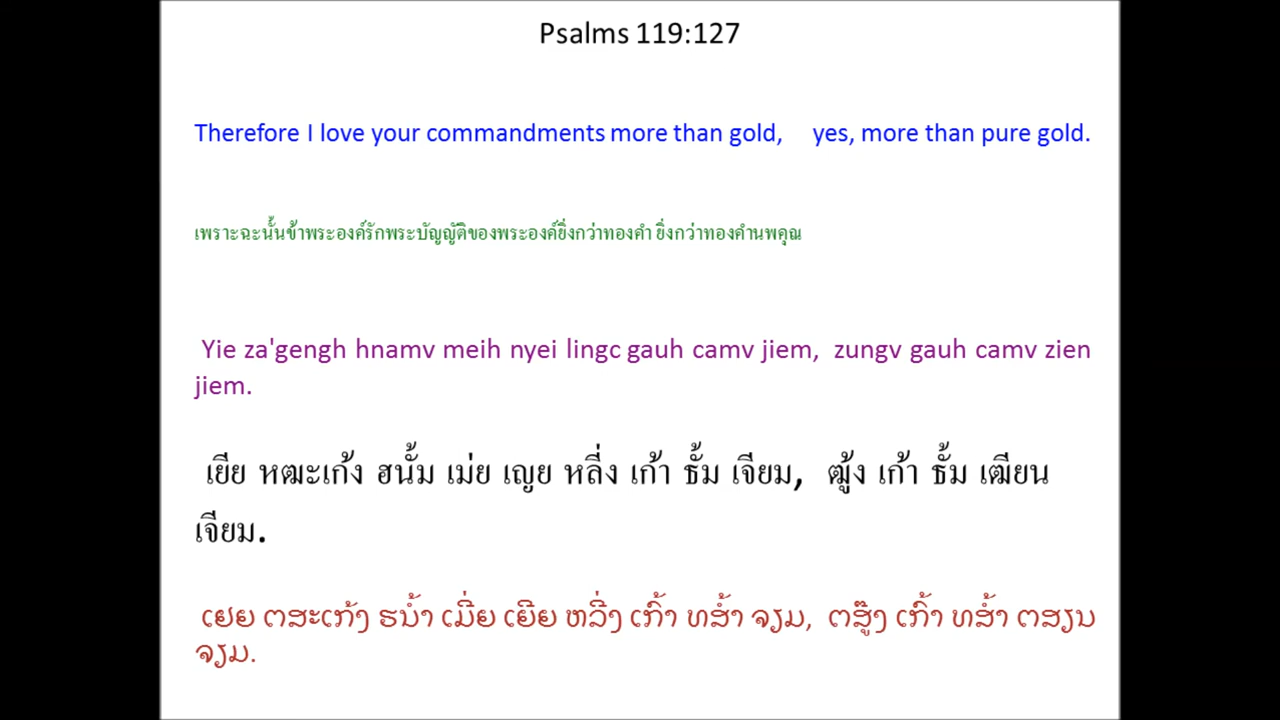 Psalms 119:127
Therefore I love your commandments more than gold, yes, more than pure gold.
เพราะฉะนั้นข้าพระองค์รักพระบัญญัติของพระองค์ยิ่งกว่าทองคำ ยิ่งกว่าทองคำนพคุณ
Yie za'gengh hnamv meih nyei lingc gauh camv jiem, zungv gauh camv zien
jiem.
เยีย หฒะเก้ง ฮนั้ม เม่ย เญย หลี่ง เก้า ธั้ม เจียม, ฒู้ง เก้า ธั้ม เฒียน
เจียม.
ເຢຍ ຕສະເກ້ງ ຮນ້ຳ ເມີ່ຍ ເຍີຍ ຫລີ່ງ ເກົ້າ ທສ້ຳ ຈຽມ, ຕສູ໊ງ ເກົ້າ ທສ້ຳ ຕສຽນ
ຈຽມ.